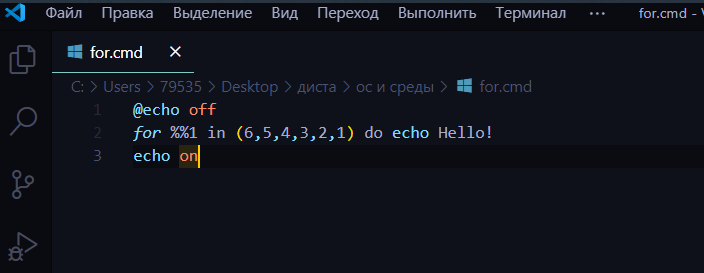 Файл Правка Выделение Вид Переход Выполнить Терминал ··· for.cmd - V
for.cmd ×
C: > Users > 79535 > Desktop > диста > ос и среды > for.cmd
1 @echo off
2 for %%1 in (6,5,4,3,2,1) do echo Hello!
3 echo on